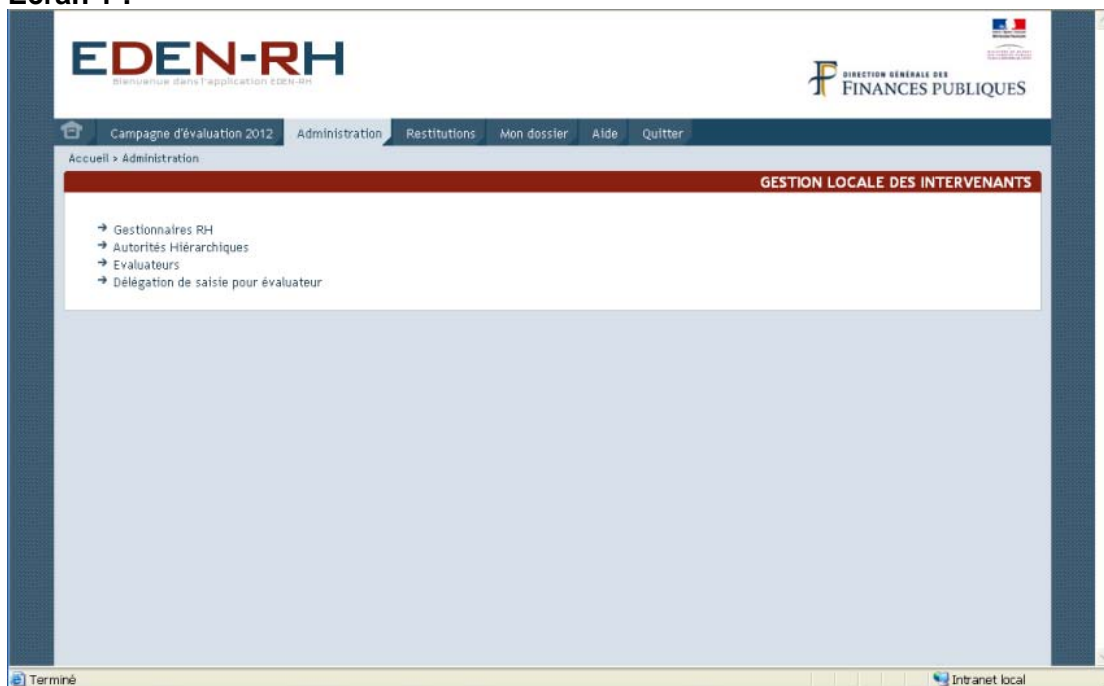 Ecran 1 :
EDEN-RH
Bienvenue dans l'application EDEN-RH
DIRECTION GÉNÉRALE DES
FINANCES PUBLIQUES
Campagne d'évaluation 2012 Administration Restitutions Mon dossier Aide Quitter
Accueil > Administration
GESTION LOCALE DES INTERVENANTS
Gestionnaires RH
Autorités Hiérarchiques
Evaluateurs
Délégation de saisie pour évaluateur
Terminé Intranet local